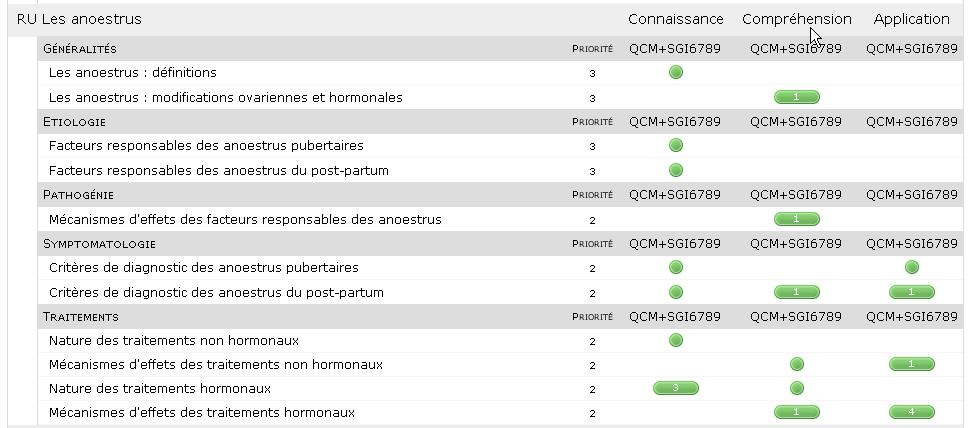 RU Les anoestrus Connaissance Compréhension Application
Généralités Priorité QCM+SGI6789 QCM+SGI6789 QCM+SGI6789
Les anoestrus : définitions 3
Les anoestrus : modifications ovariennes et hormonales 3 1
Etiologie Priorité QCM+SGI6789 QCM+SGI6789 QCM+SGI6789
Facteurs responsables des anoestrus pubertaires 3
Facteurs responsables des anoestrus du post-partum 3
Pathogénie Priorité QCM+SGI6789 QCM+SGI6789 QCM+SGI6789
Mécanismes d'effets des facteurs responsables des anoestrus 2 1
Symptomatologie Priorité QCM+SGI6789 QCM+SGI6789 QCM+SGI6789
Critères de diagnostic des anoestrus pubertaires 2
Critères de diagnostic des anoestrus du post-partum 2 1 1
Traitements Priorité QCM+SGI6789 QCM+SGI6789 QCM+SGI6789
Nature des traitements non hormonaux 2
Mécanismes d'effets des traitements non hormonaux 2 1
Nature des traitements hormonaux 2 3
Mécanismes d'effets des traitements hormonaux 2 1 4